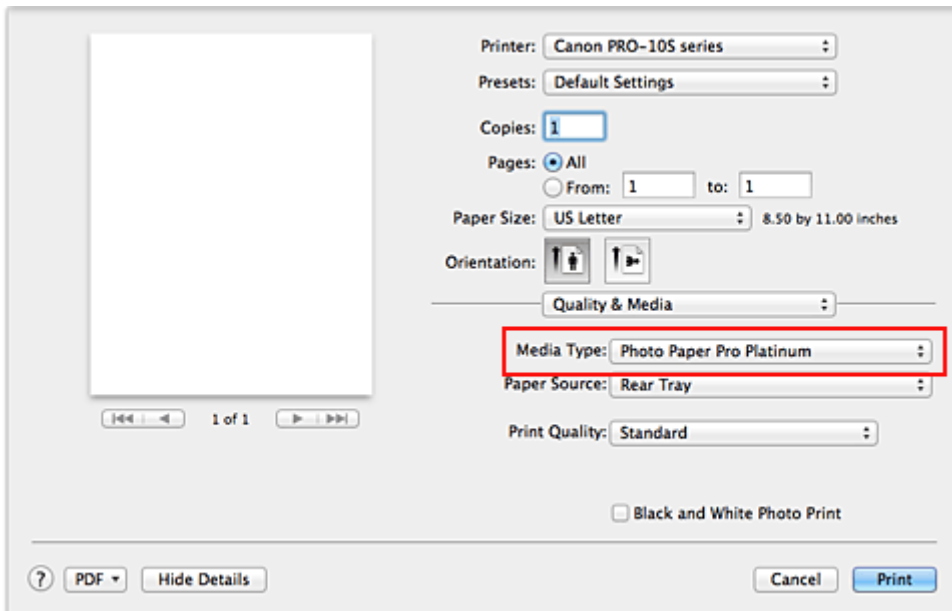 Printer: Canon PRO-10S series
Presets: Default Settings
Copies: 1
Pages: All
From: 1 to: 1
Paper Size: US Letter 8.50 by 11.00 inches
Orientation:
Quality & Media
Media Type: Photo Paper Pro Platinum
Paper Source: Rear Tray
1 of 1
Print Quality: Standard
Black and White Photo Print
? PDF Hide Details Cancel Print